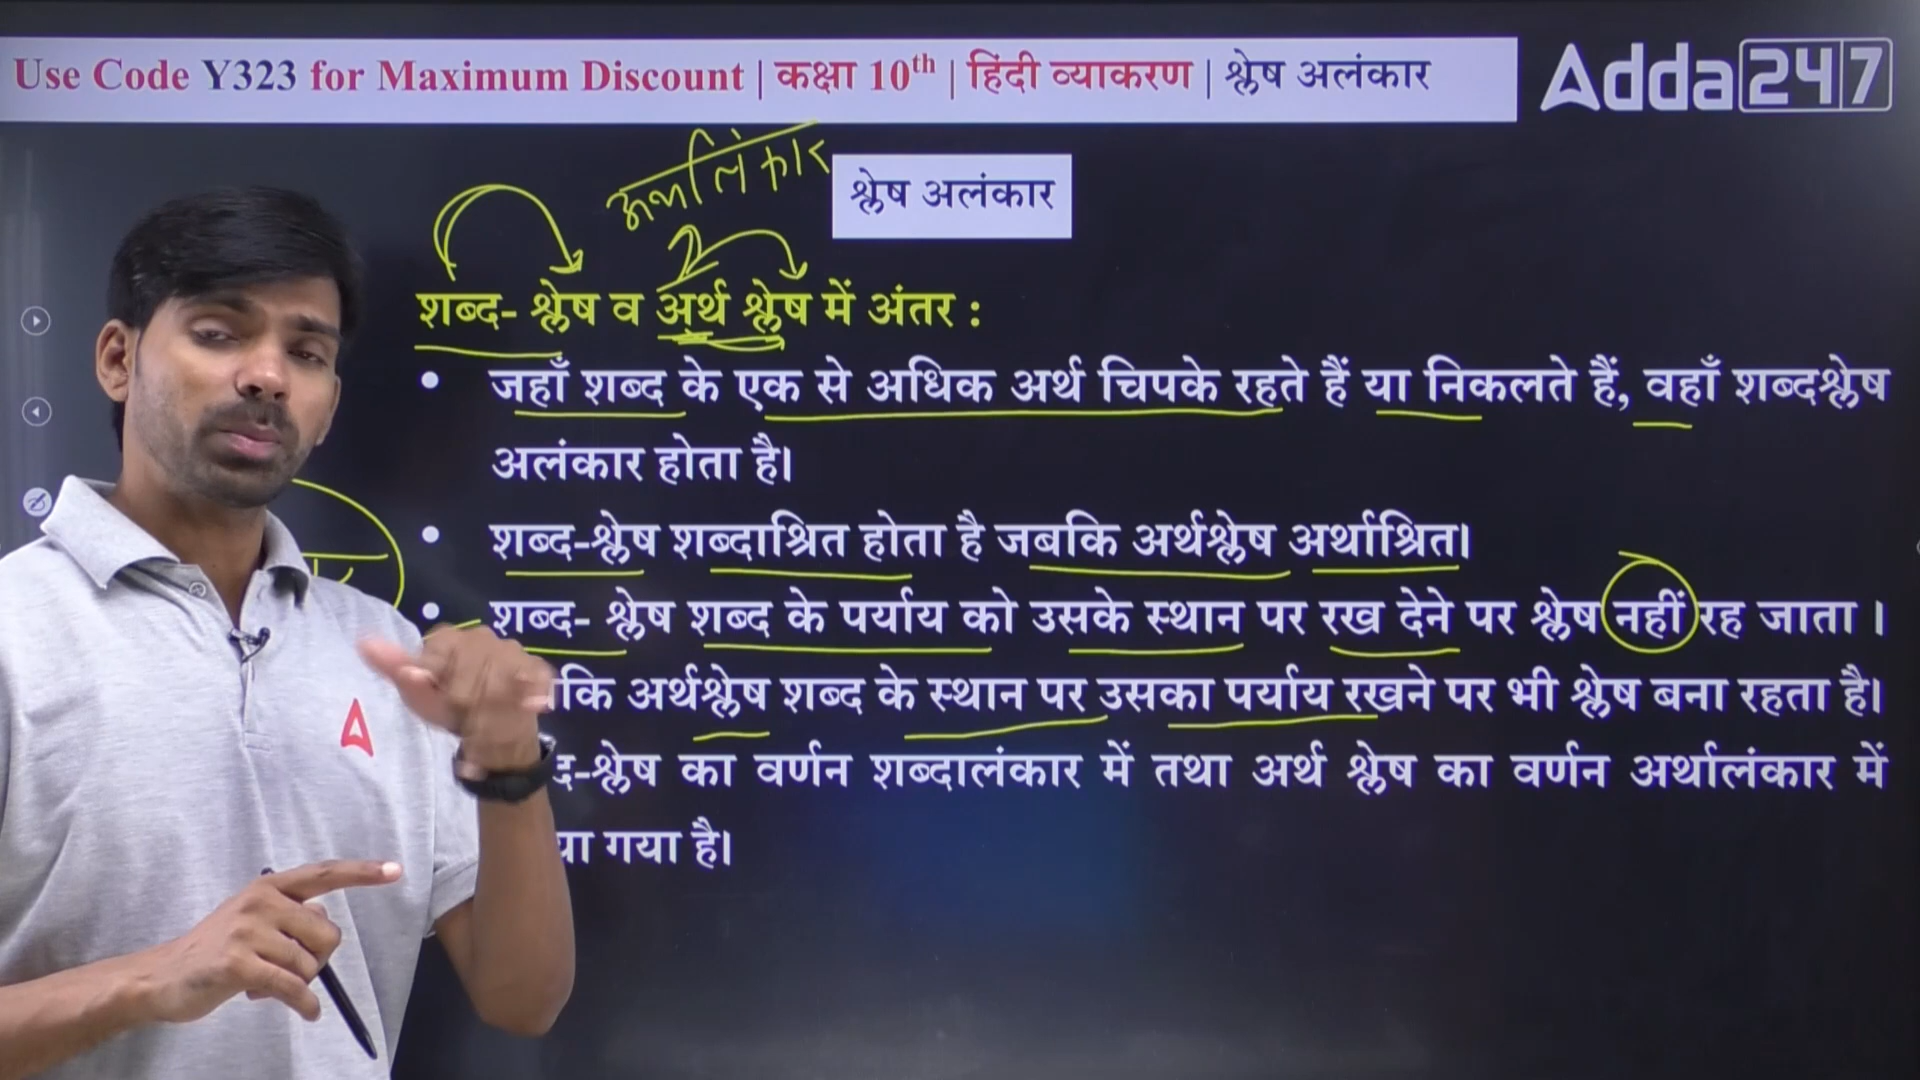 Use Code Y323 for Maximum Discount | कक्षा 10th | हिंदी व्याकरण | श्लेष अलंकार
Adda247
श्लेष अलंकार
शब्द- श्लेष व अर्थ श्लेष में अंतर :
• जहाँ शब्द के एक से अधिक अर्थ चिपके रहते हैं या निकलते हैं, वहाँ शब्दश्लेष
अलंकार होता है।
• शब्द-श्लेष शब्दाश्रित होता है जबकि अर्थश्लेष अर्थाश्रित।
• शब्द- श्लेष शब्द के पर्याय को उसके स्थान पर रख देने पर श्लेष नहीं रह जाता ।
कि अर्थश्लेष शब्द के स्थान पर उसका पर्याय रखने पर भी श्लेष बना रहता है।
द-श्लेष का वर्णन शब्दालंकार में तथा अर्थ श्लेष का वर्णन अर्थालंकार में
गया है।